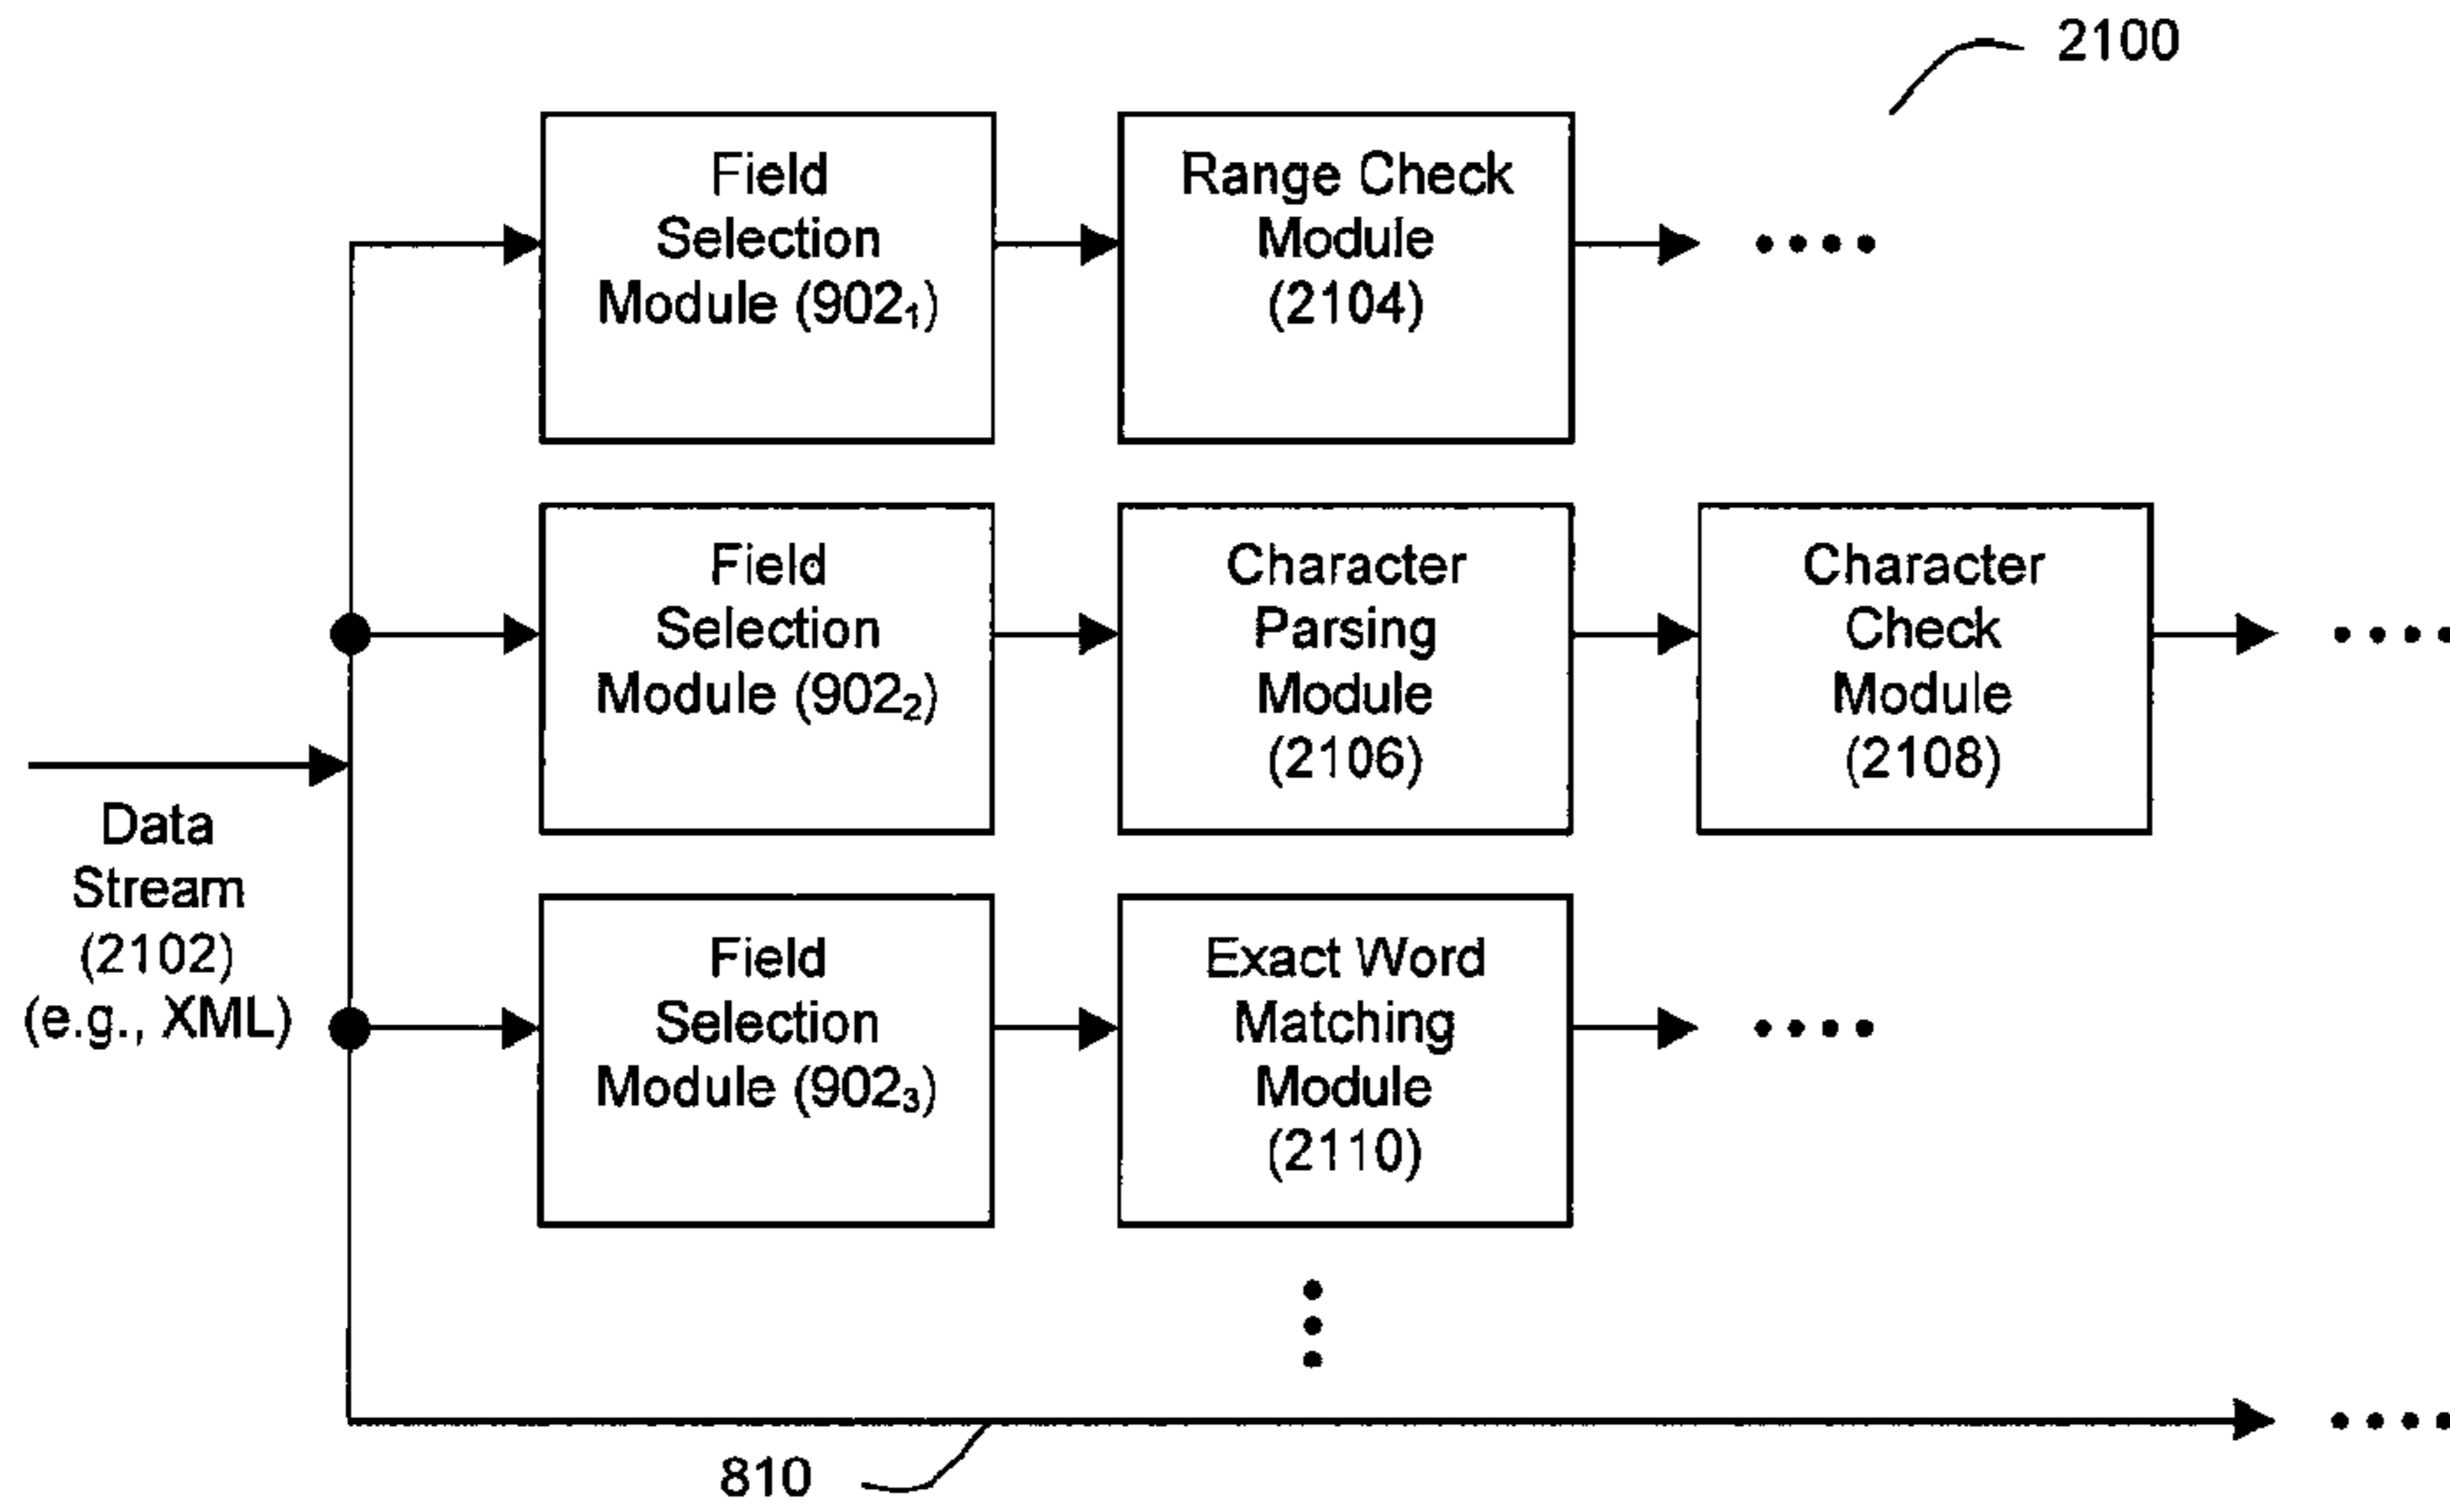 2100
Field
Selection
Module (902₁)
Range Check
Module
(2104)
Field
Selection
Module (902₂)
Character
Parsing
Module
(2106)
Character
Check
Module
(2108)
Data
Stream
(2102)
(e.g., XML)
Field
Selection
Module (902₃)
Exact Word
Matching
Module
(2110)
810